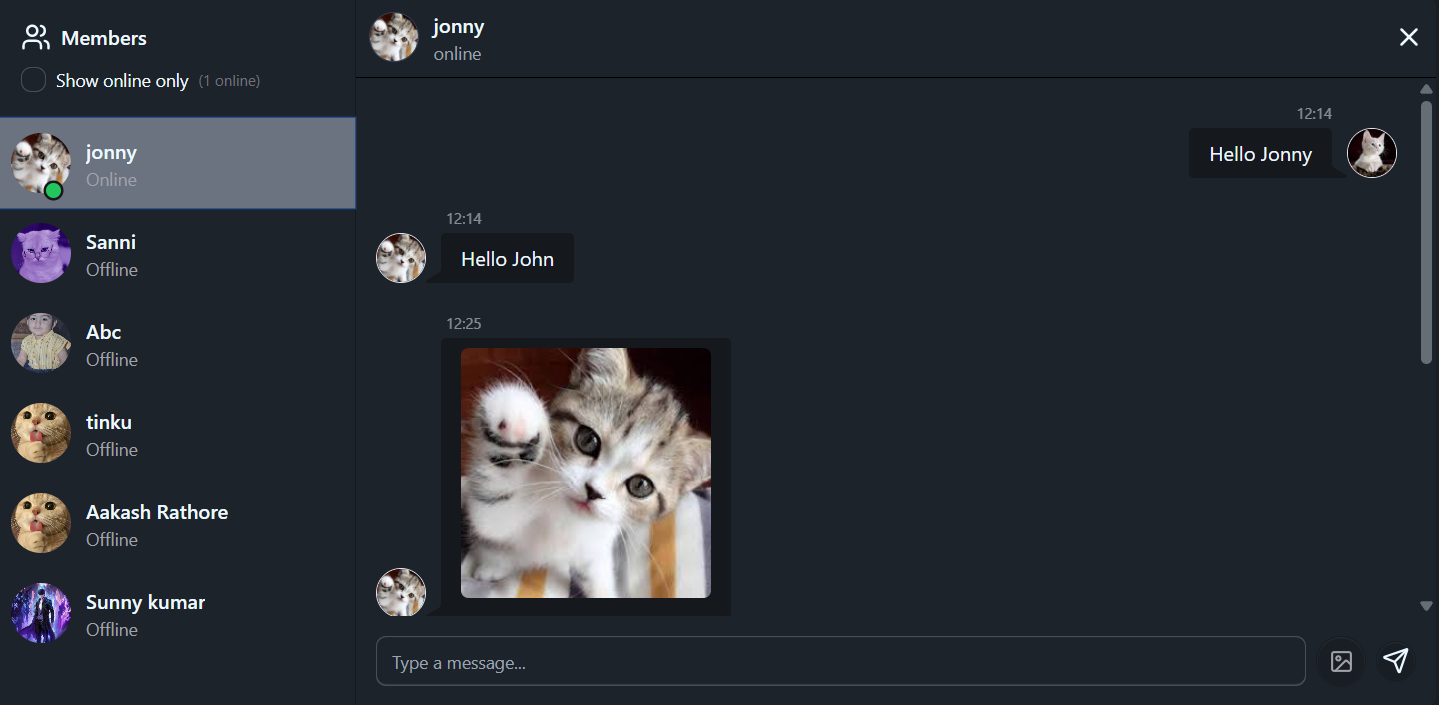 Members
Show online only (1 online)
jonny
Online
Sanni
Offline
Abc
Offline
tinku
Offline
Aakash Rathore
Offline
Sunny kumar
Offline
jonny
online
12:14
Hello Jonny
12:14
Hello John
12:25
Type a message...